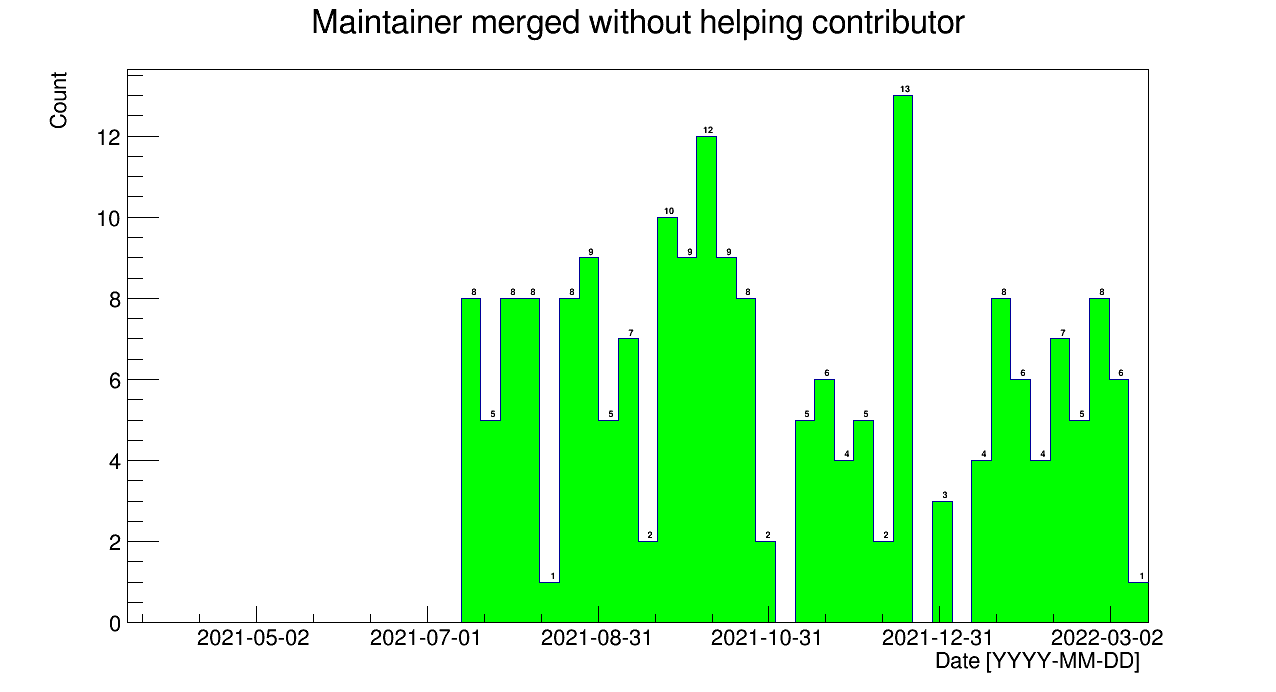 Maintainer merged without helping contributor
Count
13
12
12
10
10
9 9 9
8 8 8 8 8 8 8 8
7 7
6 6 6 6
5 5 5 5 5
4 4 4 4
3
2 2 2 2
1 1
0
2021-05-02 2021-07-01 2021-08-31 2021-10-31 2021-12-31 2022-03-02
Date [YYYY-MM-DD]